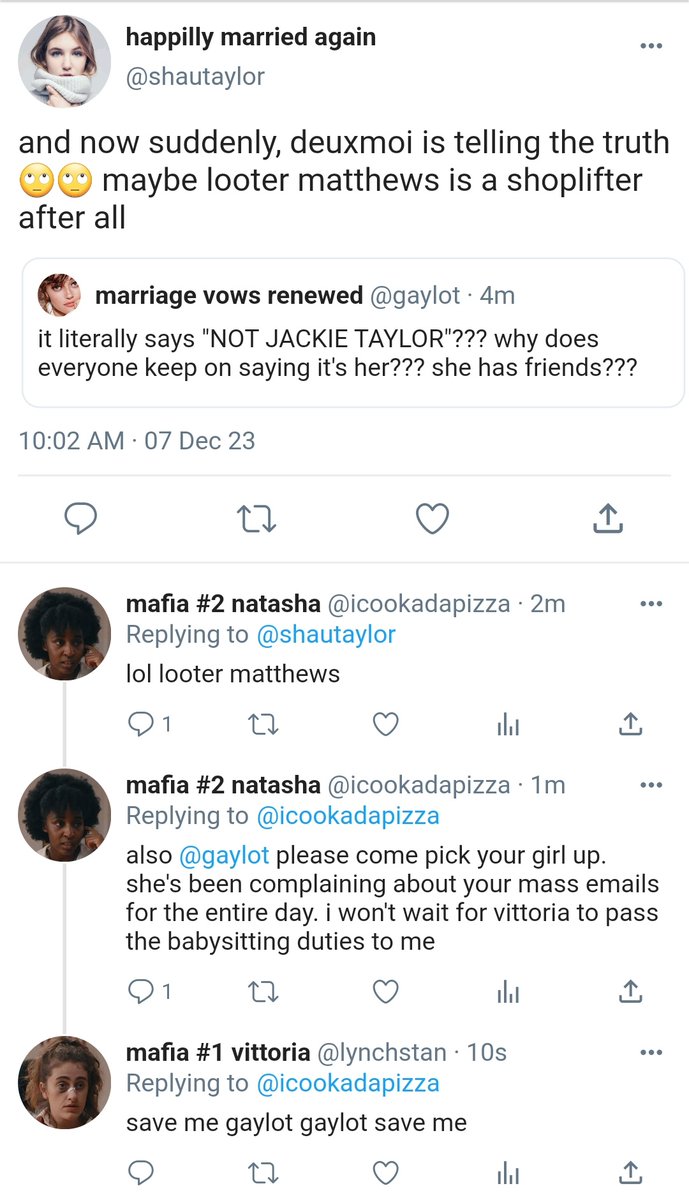 happilly married again
@shautaylor
and now suddenly, deuxmoi is telling the truth
🙄🙄 maybe looter matthews is a shoplifter
after all
marriage vows renewed @gaylot · 4m
it literally says "NOT JACKIE TAYLOR"??? why does
everyone keep on saying it's her??? she has friends???
10:02 AM · 07 Dec 23
mafia #2 natasha @icookadapizza · 2m
Replying to @shautaylor
lol looter matthews
1
mafia #2 natasha @icookadapizza · 1m
Replying to @icookadapizza
also @gaylot please come pick your girl up.
she's been complaining about your mass emails
for the entire day. i won't wait for vittoria to pass
the babysitting duties to me
1
mafia #1 vittoria @lynchstan · 10s
Replying to @icookadapizza
save me gaylot gaylot save me